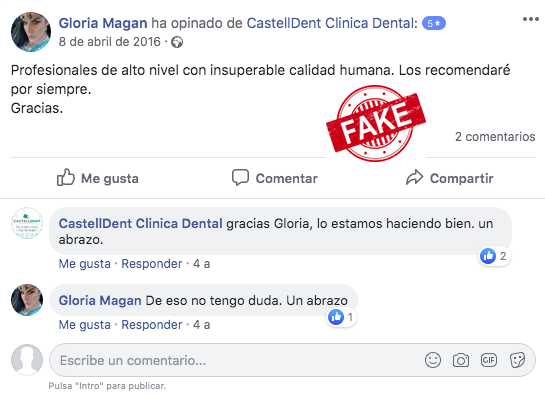 Gloria Magan ha opinado de CastellDent Clinica Dental: 5★
8 de abril de 2016 ·
Profesionales de alto nivel con insuperable calidad humana. Los recomendaré
por siempre.
Gracias.
FAKE
2 comentarios
Me gusta Comentar Compartir
CASTELLDENT
CastellDent Clinica Dental gracias Gloria, lo estamos haciendo bien. un
abrazo.
2
Me gusta · Responder · 4 a
Gloria Magan De eso no tengo duda. Un abrazo
1
Me gusta · Responder · 4 a
Escribe un comentario...
GIF
Pulsa "Intro" para publicar.